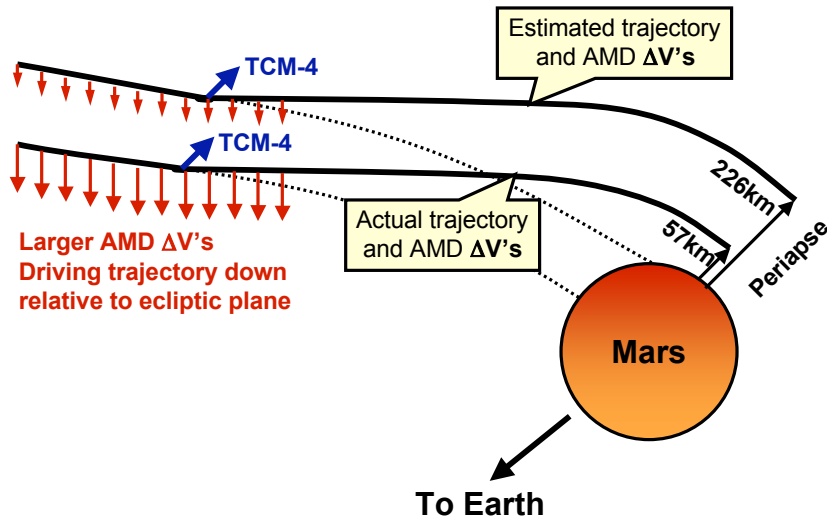 TCM-4
Estimated trajectory
and AMD ΔV's
TCM-4
226km
Actual trajectory
and AMD ΔV's
57km
Periapse
Larger AMD ΔV's
Driving trajectory down
relative to ecliptic plane
Mars
To Earth